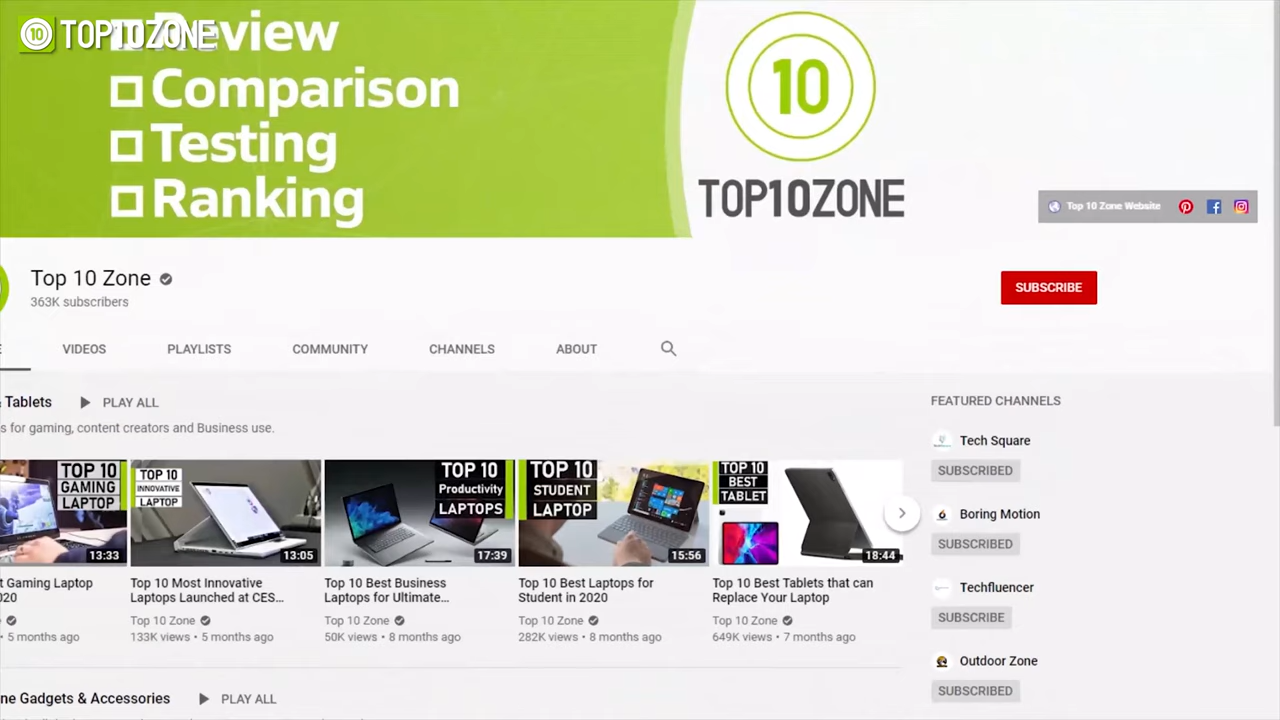 TOP10ZONE
Review
Comparison
Testing
Ranking
10
TOP10ZONE
Top 10 Zone Website
Top 10 Zone
363K subscribers
SUBSCRIBE
VIDEOS PLAYLISTS COMMUNITY CHANNELS ABOUT
Tablets PLAY ALL
s for gaming, content creators and Business use.
TOP 10
GAMING
LAPTOP
13:33
TOP 10
INNOVATIVE
LAPTOP
13:05
TOP 10
Productivity
LAPTOPS
17:39
TOP 10
STUDENT
LAPTOP
15:56
TOP 10
BEST
TABLET
18:44
t Gaming Laptop
020
• 5 months ago
Top 10 Most Innovative
Laptops Launched at CES...
Top 10 Zone
133K views • 5 months ago
Top 10 Best Business
Laptops for Ultimate...
Top 10 Zone
50K views • 8 months ago
Top 10 Best Laptops for
Student in 2020
Top 10 Zone
282K views • 8 months ago
Top 10 Best Tablets that can
Replace Your Laptop
Top 10 Zone
649K views • 7 months ago
FEATURED CHANNELS
Tech Square
SUBSCRIBED
Boring Motion
SUBSCRIBED
Techfluencer
SUBSCRIBE
Outdoor Zone
SUBSCRIBED
ne Gadgets & Accessories PLAY ALL